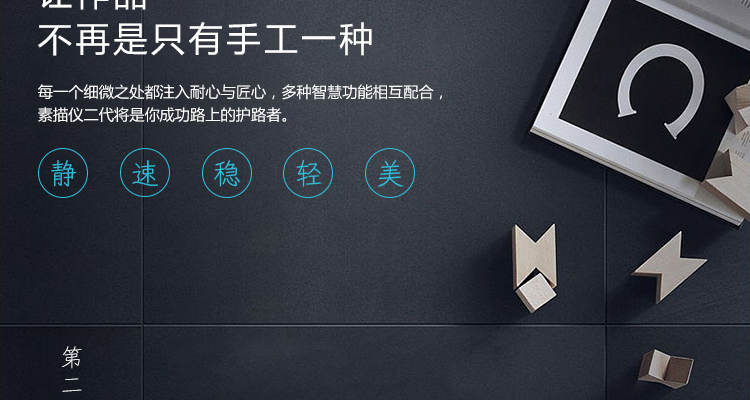 让作品
不再是只有手工一种
每一个细微之处都注入耐心与匠心，多种智慧功能相互配合，
素描仪二代将是你成功路上的护路者。
静 速 稳 轻 美
第
二